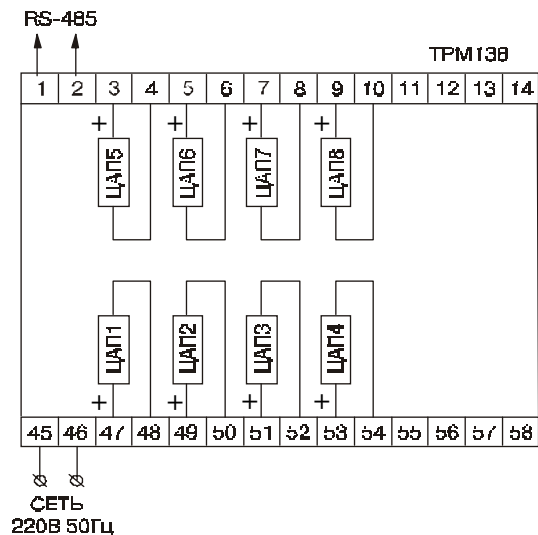 RS-485
ТРМ138
1 2 3 4 5 6 7 8 9 10 11 12 13 14
+ + + +
ЦАП5 ЦАП6 ЦАП7 ЦАП8
ЦАП1 ЦАП2 ЦАП3 ЦАП4
+ + + +
45 46 47 48 49 50 51 52 53 54 55 56 57 58
СЕТЬ
220В 50Гц